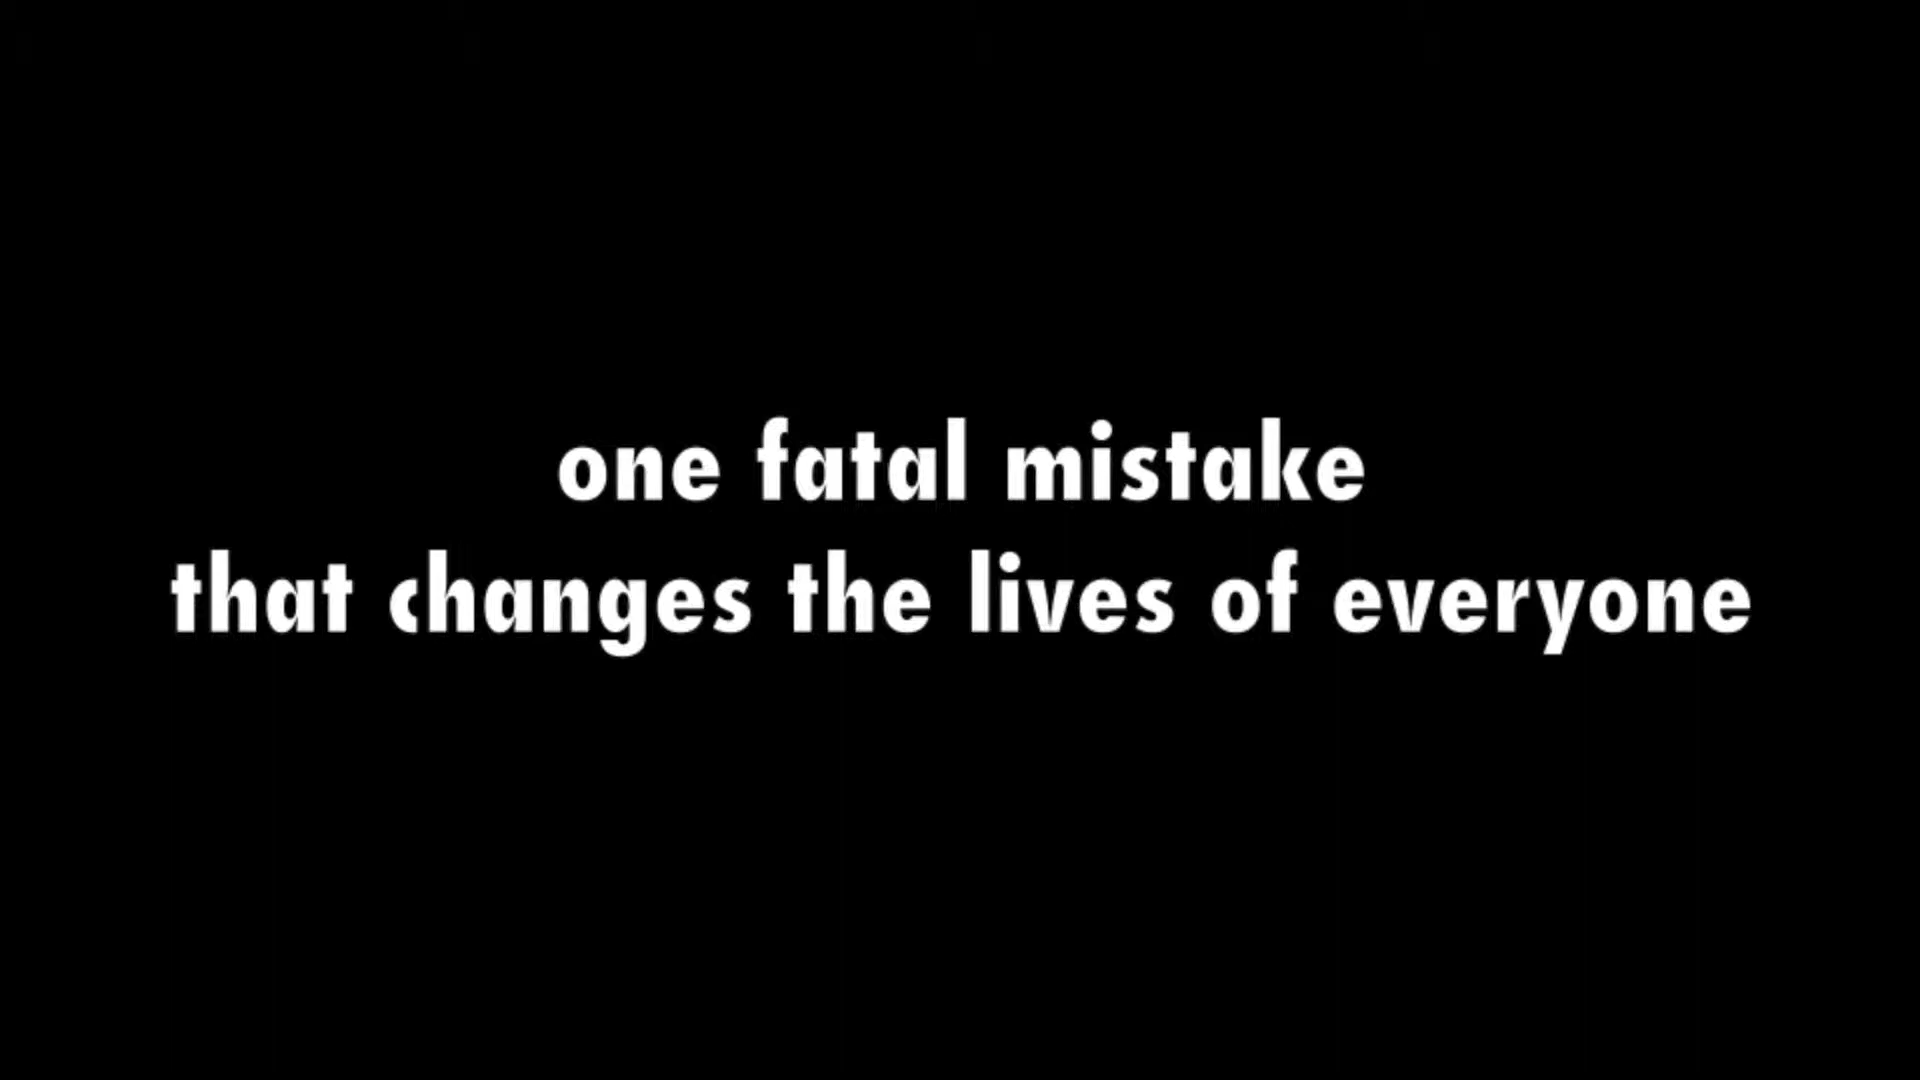 one fatal mistake
that changes the lives of everyone